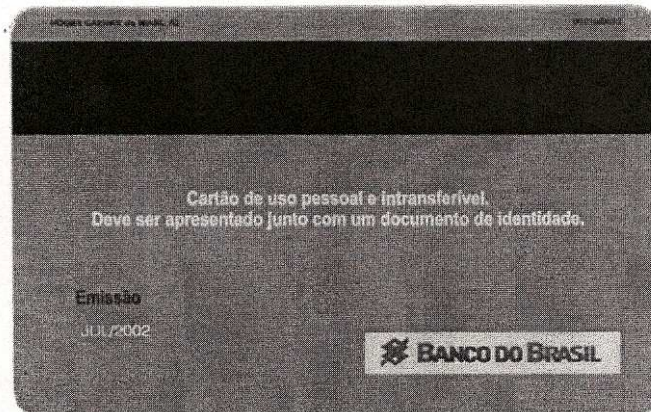 Cartão de uso pessoal e intransferível.
Deve ser apresentado junto com um documento de identidade.
Emissão
JUL/2002
BANCO DO BRASIL